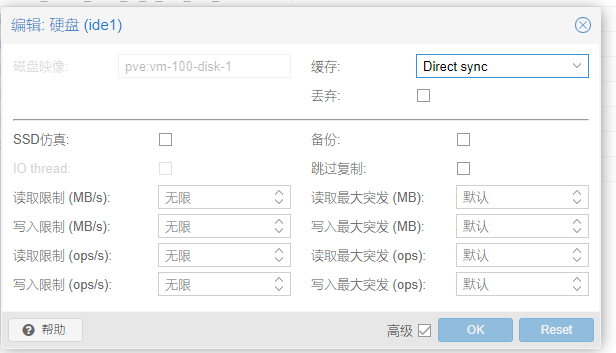 编辑: 硬盘 (ide1)
磁盘映像: pve:vm-100-disk-1 缓存: Direct sync
丢弃:
SSD仿真: 备份:
IO thread: 跳过复制:
读取限制 (MB/s): 无限 读取最大突发 (MB): 默认
写入限制 (MB/s): 无限 写入最大突发 (MB): 默认
读取限制 (ops/s): 无限 读取最大突发 (ops): 默认
写入限制 (ops/s): 无限 写入最大突发 (ops): 默认
帮助 高级 OK Reset